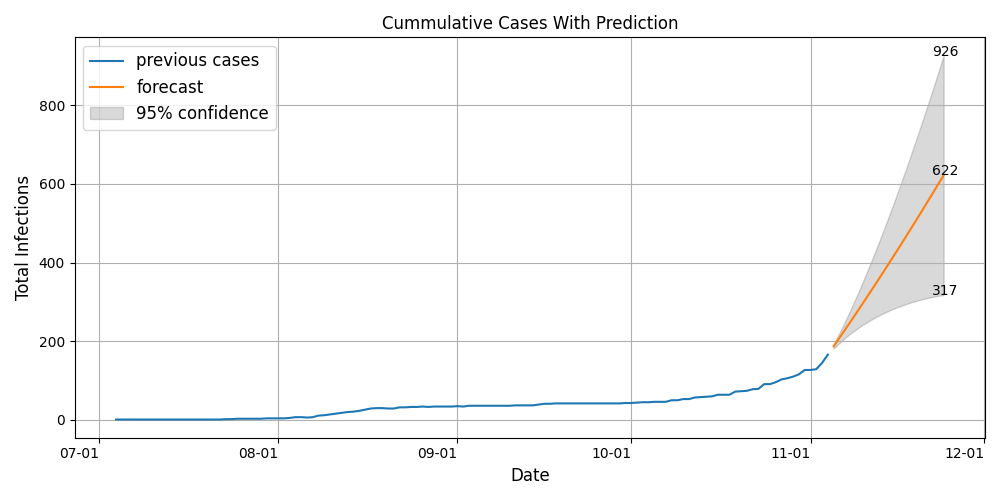 Cummulative Cases With Prediction
previous cases
forecast
95% confidence
926
622
317
Total Infections
800
600
400
200
0
07-01
08-01
09-01
10-01
11-01
12-01
Date